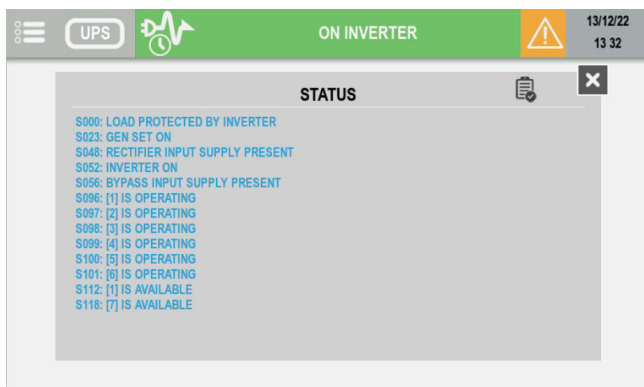 UPS
ON INVERTER
13/12/22
13 32
STATUS
S000: LOAD PROTECTED BY INVERTER
S023: GEN SET ON
S048: RECTIFIER INPUT SUPPLY PRESENT
S052: INVERTER ON
S056: BYPASS INPUT SUPPLY PRESENT
S096: [1] IS OPERATING
S097: [2] IS OPERATING
S098: [3] IS OPERATING
S099: [4] IS OPERATING
S100: [5] IS OPERATING
S101: [6] IS OPERATING
S112: [1] IS AVAILABLE
S118: [7] IS AVAILABLE